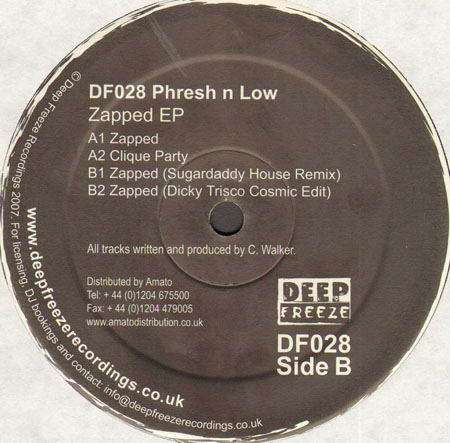 DF028 Phresh n Low
Zapped EP
A1 Zapped
A2 Clique Party
B1 Zapped (Sugardaddy House Remix)
B2 Zapped (Dicky Trisco Cosmic Edit)
All tracks written and produced by C. Walker.
Distributed by Amato
Tel: + 44 (0)1204 675500
Fax: + 44 (0)1204 479005
www.amatodistribution.co.uk
DEEP
FREEZE
DF028
Side B
www.deepfreezerecordings.co.uk
© Deep Freeze Recordings 2007. For licensing, DJ bookings and contact: info@deepfreezerecordings.co.uk